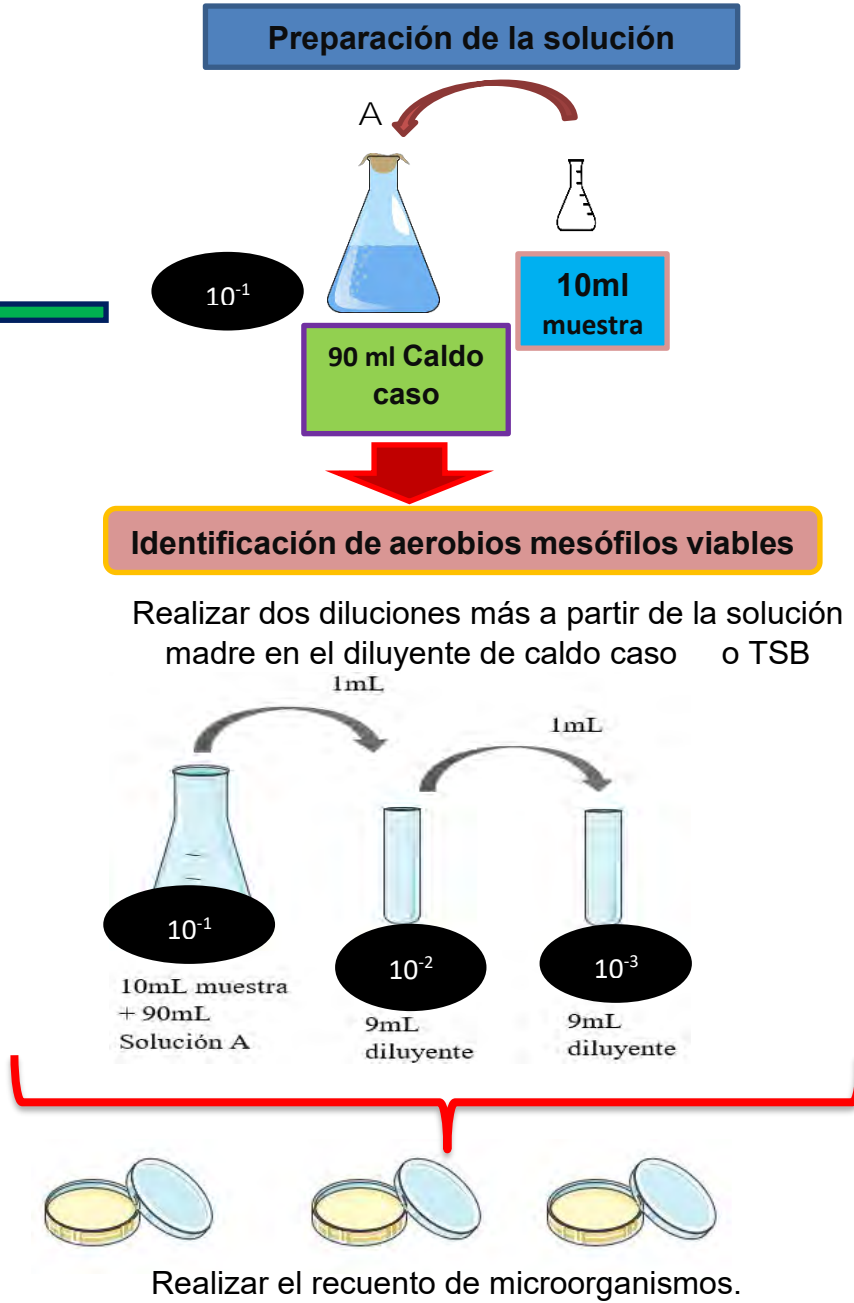 Preparación de la solución
A
10⁻¹
10ml
muestra
90 ml Caldo
caso
Identificación de aerobios mesófilos viables
Realizar dos diluciones más a partir de la solución
madre en el diluyente de caldo caso o TSB
1mL
1mL
10⁻¹
10⁻²
10⁻³
10mL muestra
+ 90mL
Solución A
9mL
diluyente
9mL
diluyente
Realizar el recuento de microorganismos.